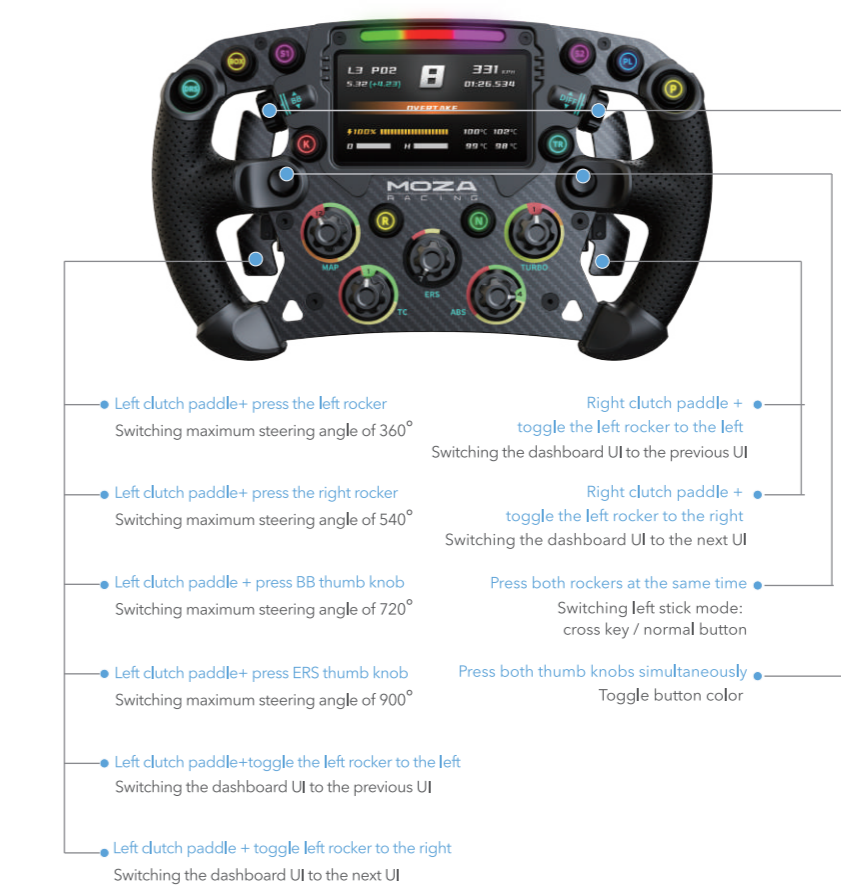 BOX
S1
S2
PL
DRS
P
BB
L3 P02
8
331 KPH
5.32 (+4.23)
01:26.534
OVERTAKE
100%
100°C 102°C
D
H
99°C 98°C
K
TR
MOZA
RACING
R
N
12
1
MAP
ERS
TURBO
1
4
TC
ABS
Left clutch paddle+ press the left rocker
Switching maximum steering angle of 360°
Left clutch paddle+ press the right rocker
Switching maximum steering angle of 540°
Left clutch paddle + press BB thumb knob
Switching maximum steering angle of 720°
Left clutch paddle+ press ERS thumb knob
Switching maximum steering angle of 900°
Left clutch paddle+toggle the left rocker to the left
Switching the dashboard UI to the previous UI
Left clutch paddle + toggle left rocker to the right
Switching the dashboard UI to the next UI
Right clutch paddle +
toggle the left rocker to the left
Switching the dashboard UI to the previous UI
Right clutch paddle +
toggle the left rocker to the right
Switching the dashboard UI to the next UI
Press both rockers at the same time
Switching left stick mode:
cross key / normal button
Press both thumb knobs simultaneously
Toggle button color